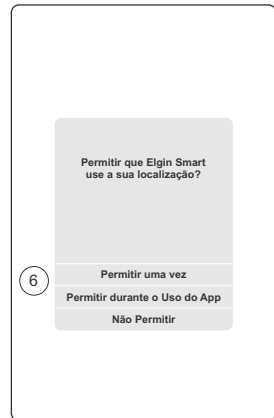 Permitir que Elgin Smart
use a sua localização?
6
Permitir uma vez
Permitir durante o Uso do App
Não Permitir